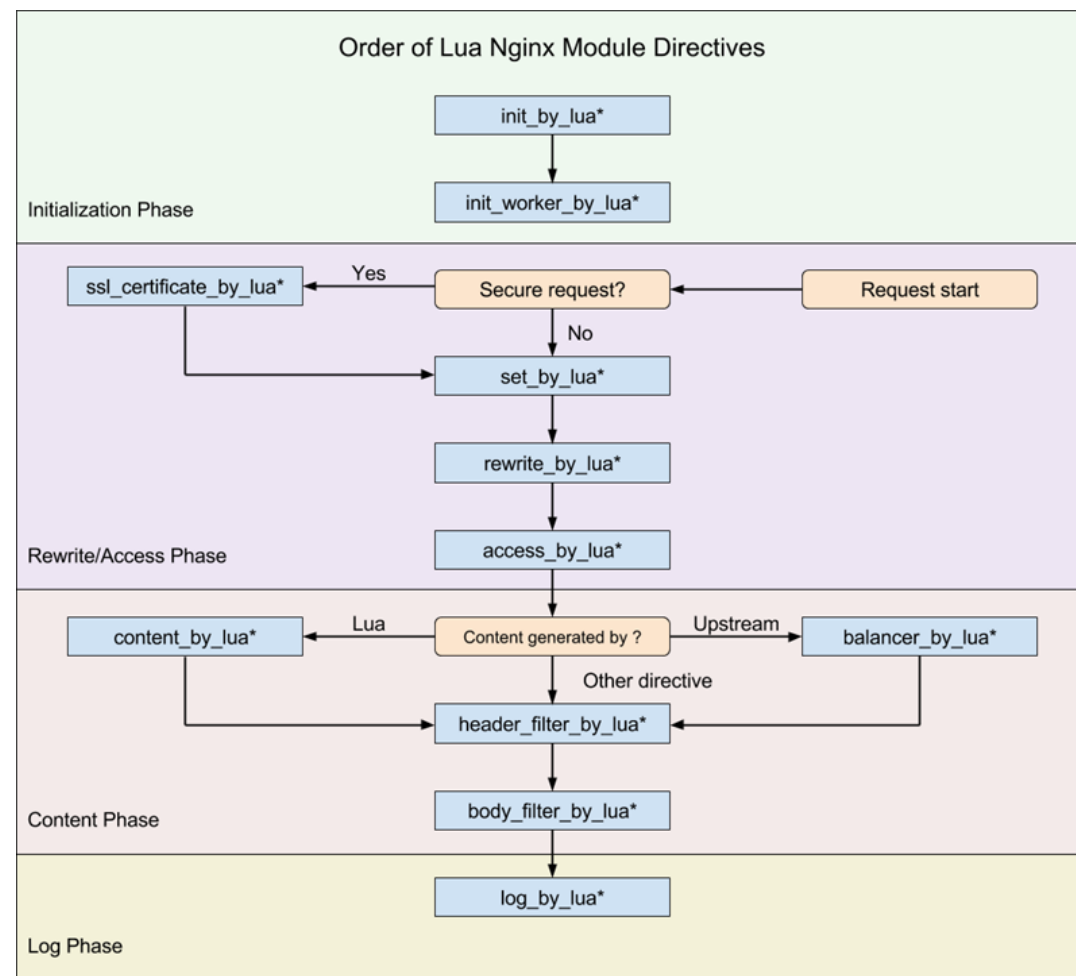 Order of Lua Nginx Module Directives
init_by_lua*
init_worker_by_lua*
Initialization Phase
ssl_certificate_by_lua*
Yes
Secure request?
Request start
No
set_by_lua*
rewrite_by_lua*
access_by_lua*
Rewrite/Access Phase
content_by_lua*
Lua
Content generated by ?
Upstream
balancer_by_lua*
Other directive
header_filter_by_lua*
body_filter_by_lua*
Content Phase
log_by_lua*
Log Phase